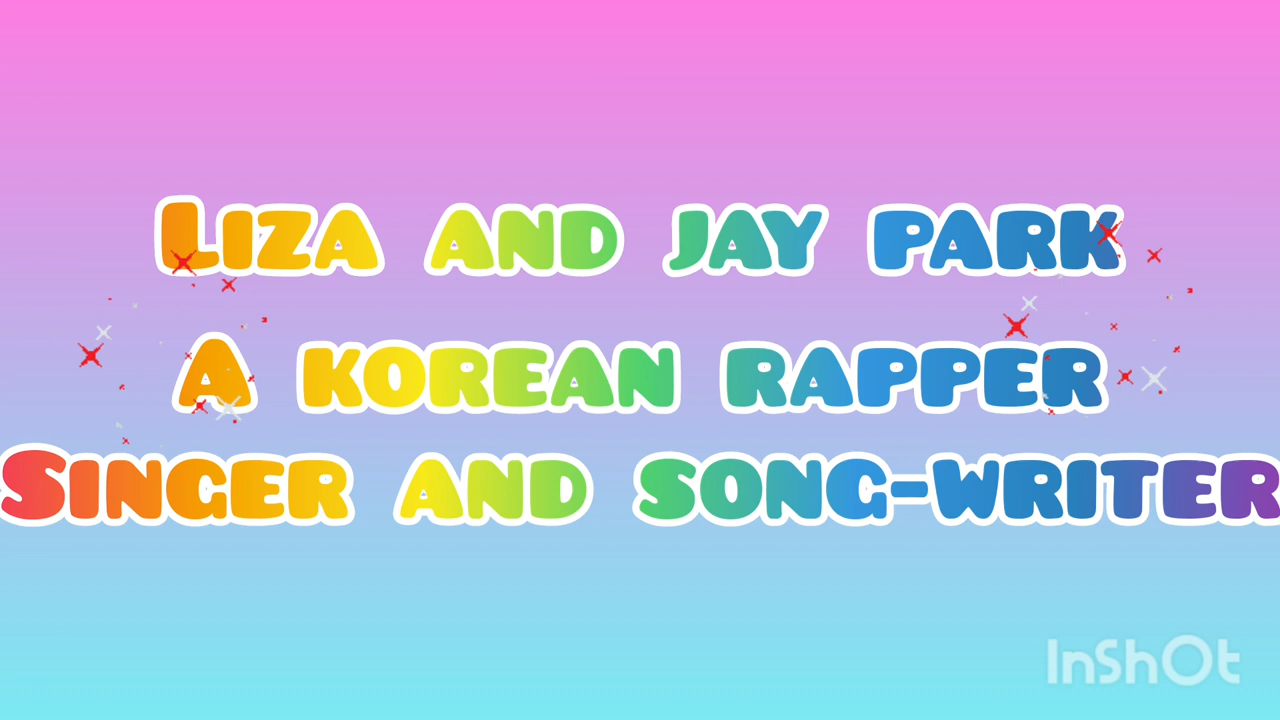 Liza and jay park
A korean rapper
Singer and song-writer
InShOt